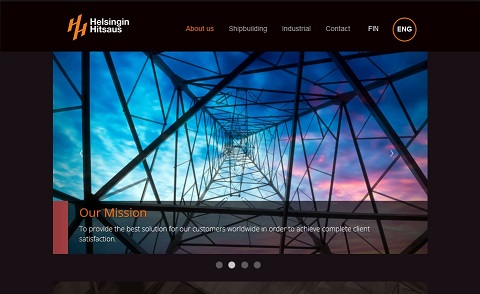 Helsingin
Hitsaus
About us
Shipbuilding
Industrial
Contact
FIN
ENG
Our Mission
To provide the best solution for our customers worldwide in order to achieve complete client
satisfaction.